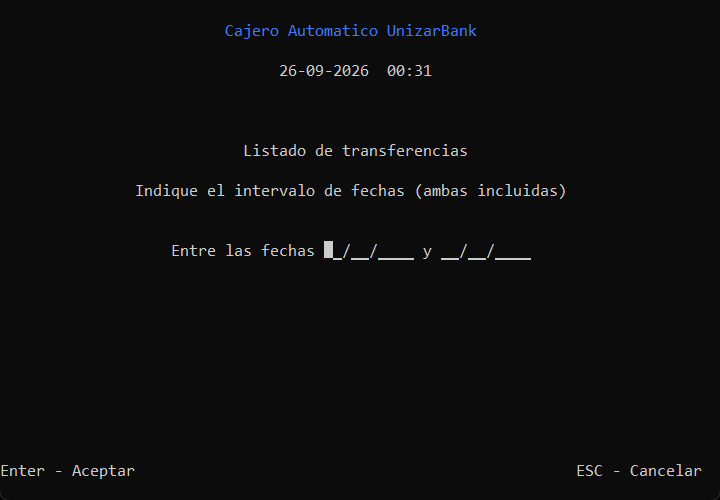 Cajero Automatico UnizarBank
26-09-2026  00:31
Listado de transferencias
Indique el intervalo de fechas (ambas incluidas)
Entre las fechas __/__/____ y __/__/____
Enter - Aceptar
ESC - Cancelar